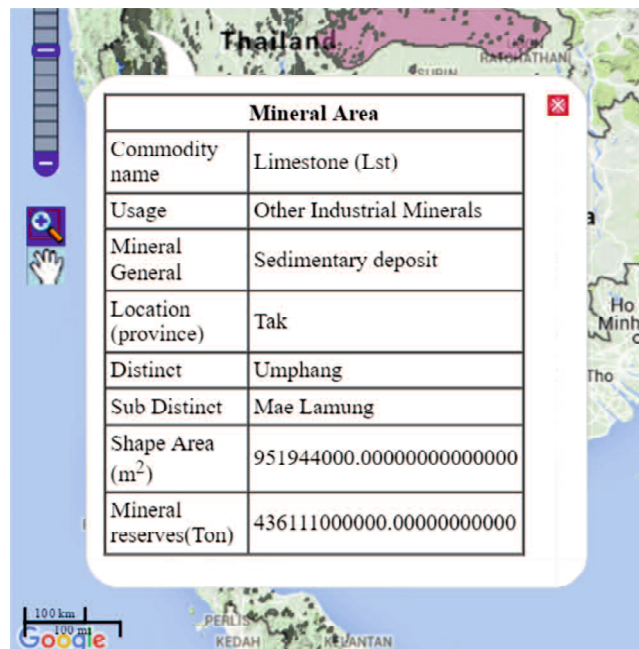 Thailand
RATCHATHANI
SURIN
Mineral Area
Commodity
name
Limestone (Lst)
Usage
Other Industrial Minerals
Mineral
General
Sedimentary deposit
Location
(province)
Tak
Distinct
Umphang
Sub Distinct
Mae Lamung
Shape Area
(m²)
951944000.00000000000000
Mineral
reserves(Ton)
436111000000.00000000000
a
Ho
Minh
Tho
100 km
100 mi
Google
PERLIS
KEDAH
KELANTAN